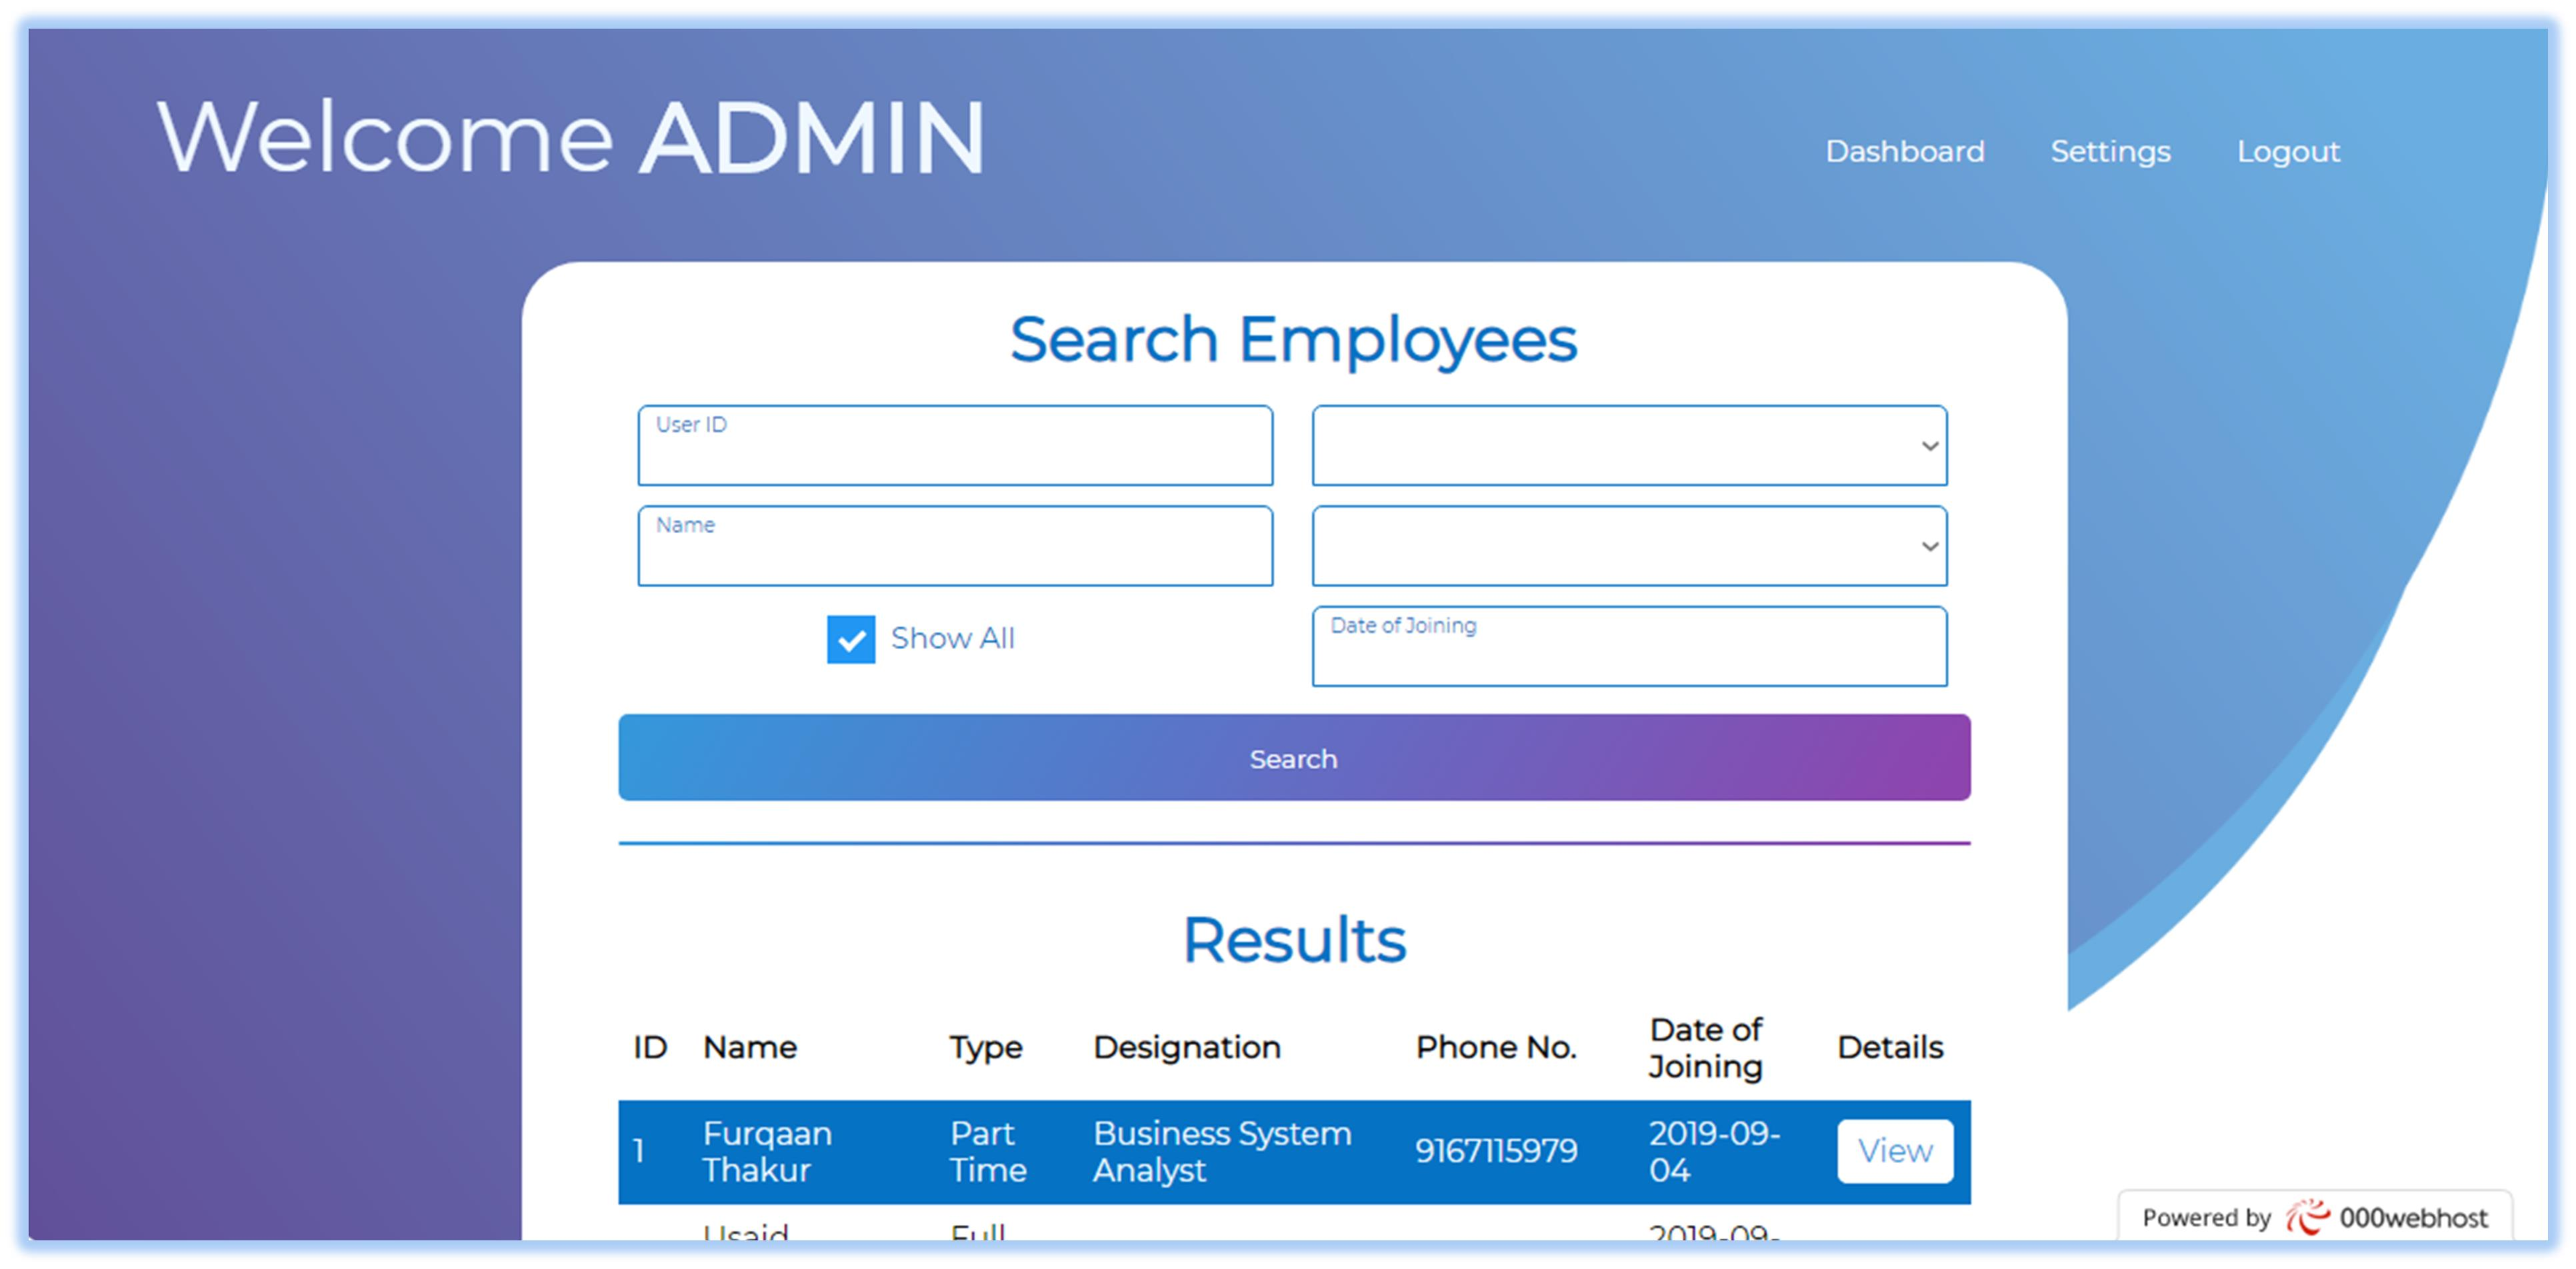 Welcome ADMIN
Dashboard Settings Logout
Search Employees
User ID
Name
Show All
Date of Joining
Search
Results
ID Name Type Designation Phone No. Date of Joining Details
1 Furqaan Thakur Part Time Business System Analyst 9167115979 2019-09-04 View
Usaid Full 2019-09-
Powered by 000webhost